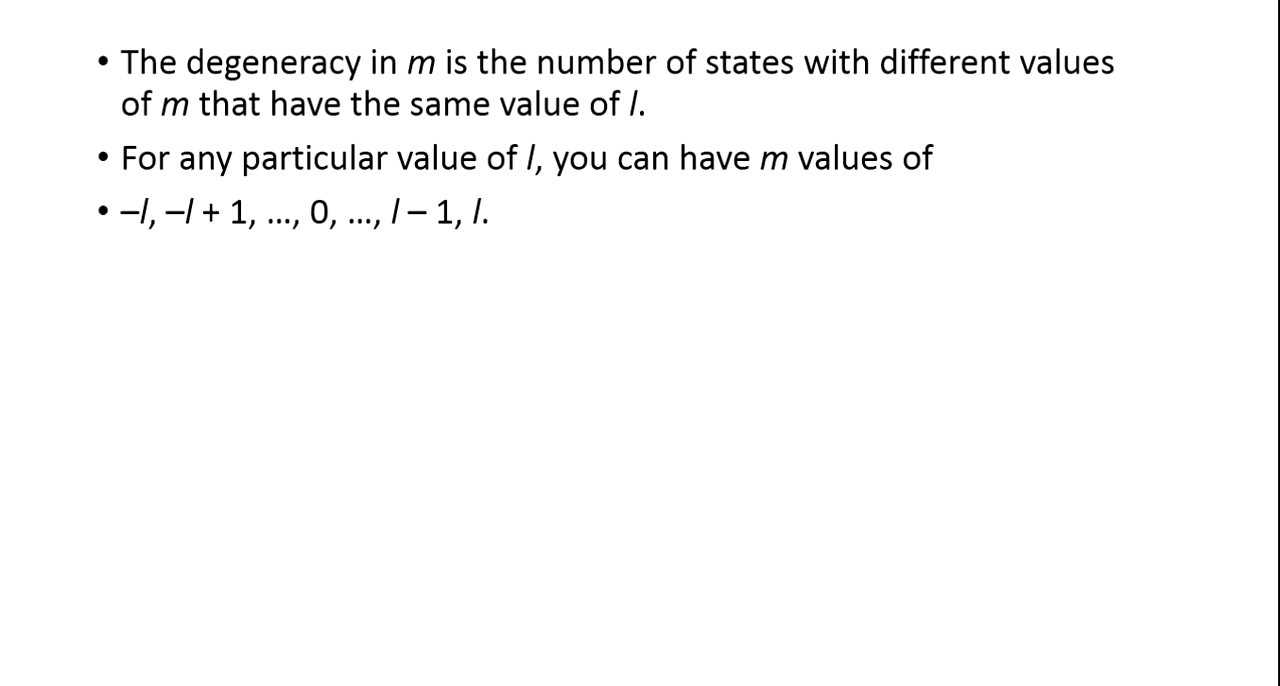 • The degeneracy in m is the number of states with different values
of m that have the same value of l.
• For any particular value of l, you can have m values of
• –l, –l + 1, ..., 0, ..., l – 1, l.